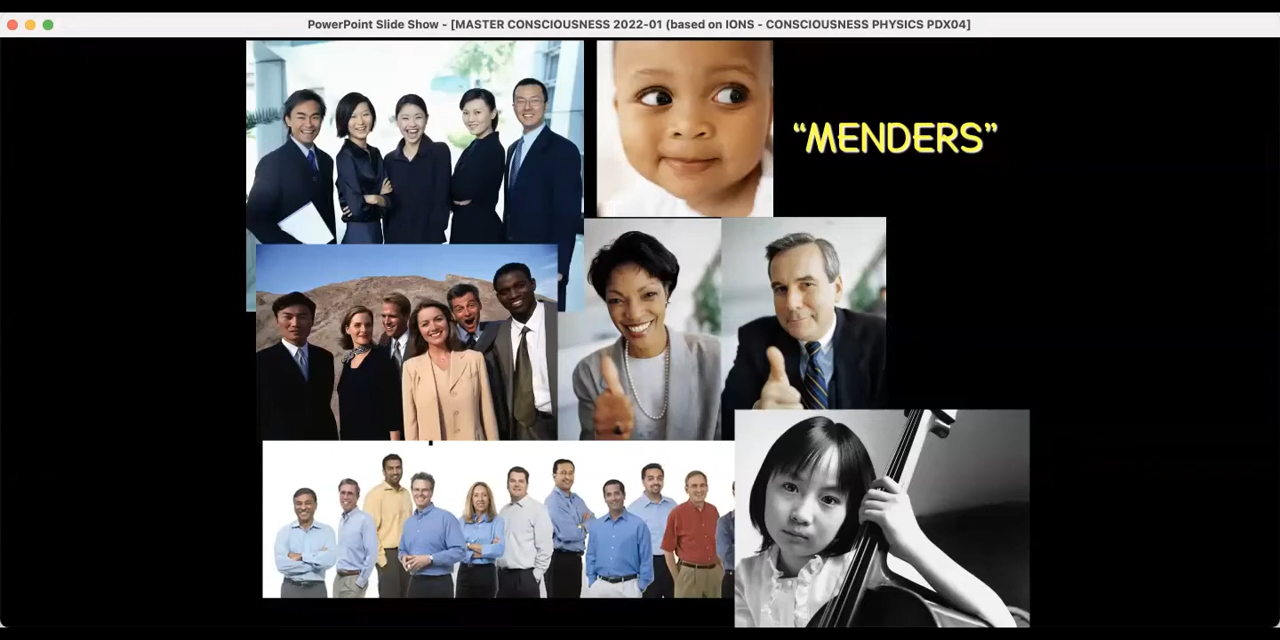 PowerPoint Slide Show - [MASTER CONSCIOUSNESS 2022-01 (based on IONS - CONSCIOUSNESS PHYSICS PDX04]
“MENDERS”